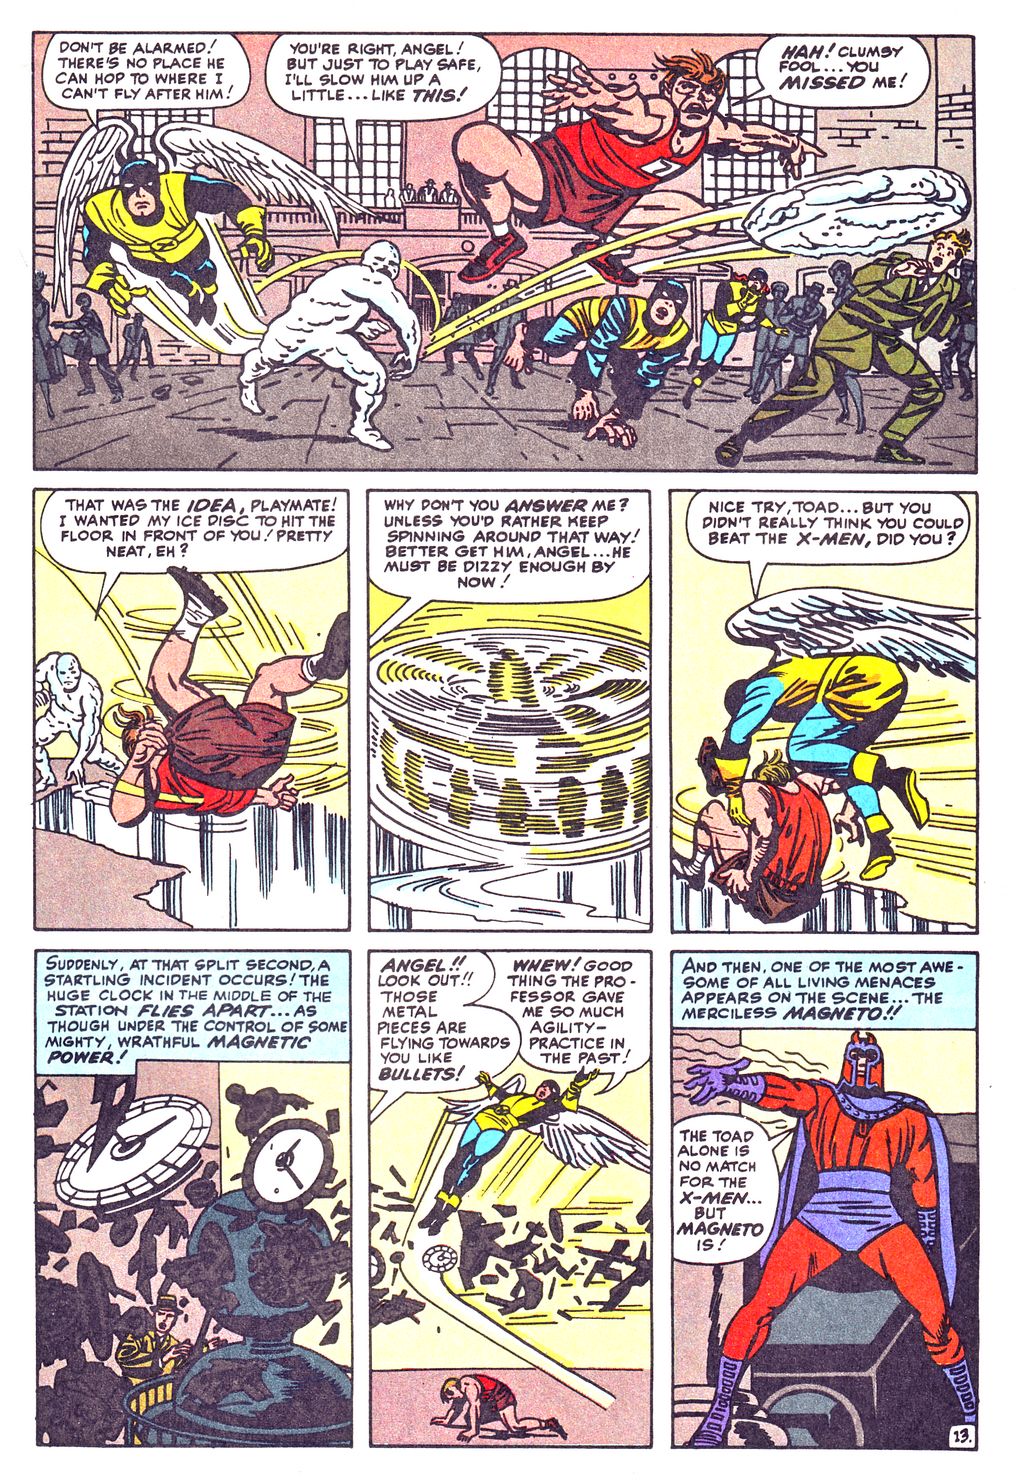 DON'T BE ALARMED!
THERE'S NO PLACE HE
CAN HOP TO WHERE I
CAN'T FLY AFTER HIM!
YOU'RE RIGHT, ANGEL!
BUT JUST TO PLAY SAFE,
I'LL SLOW HIM UP A
LITTLE...LIKE THIS!
HAH! CLUMSY
FOOL...YOU
MISSED ME!
7
THAT WAS THE IDEA, PLAYMATE!
I WANTED MY ICE DISC TO HIT THE
FLOOR IN FRONT OF YOU! PRETTY
NEAT, EH?
WHY DON'T YOU ANSWER ME?
UNLESS YOU'D RATHER KEEP
SPINNING AROUND THAT WAY!
BETTER GET HIM, ANGEL...HE
MUST BE DIZZY ENOUGH BY
NOW!
NICE TRY, TOAD...BUT YOU
DIDN'T REALLY THINK YOU COULD
BEAT THE X-MEN, DID YOU?
SUDDENLY, AT THAT SPLIT SECOND, A
STARTLING INCIDENT OCCURS! THE
HUGE CLOCK IN THE MIDDLE OF THE
STATION FLIES APART...AS
THOUGH UNDER THE CONTROL OF SOME
MIGHTY, WRATHFUL MAGNETIC
POWER!
ANGEL!!
LOOK OUT!!
THOSE
METAL
PIECES ARE
FLYING TOWARDS
YOU LIKE
BULLETS!
WHEW! GOOD
THING THE PRO-
FESSOR GAVE
ME SO MUCH
AGILITY-
PRACTICE IN
THE PAST!
AND THEN, ONE OF THE MOST AWE-
SOME OF ALL LIVING MENACES
APPEARS ON THE SCENE...THE
MERCILESS MAGNETO!!
THE TOAD
ALONE IS
NO MATCH
FOR THE
X-MEN...
BUT
MAGNETO
IS!
13.